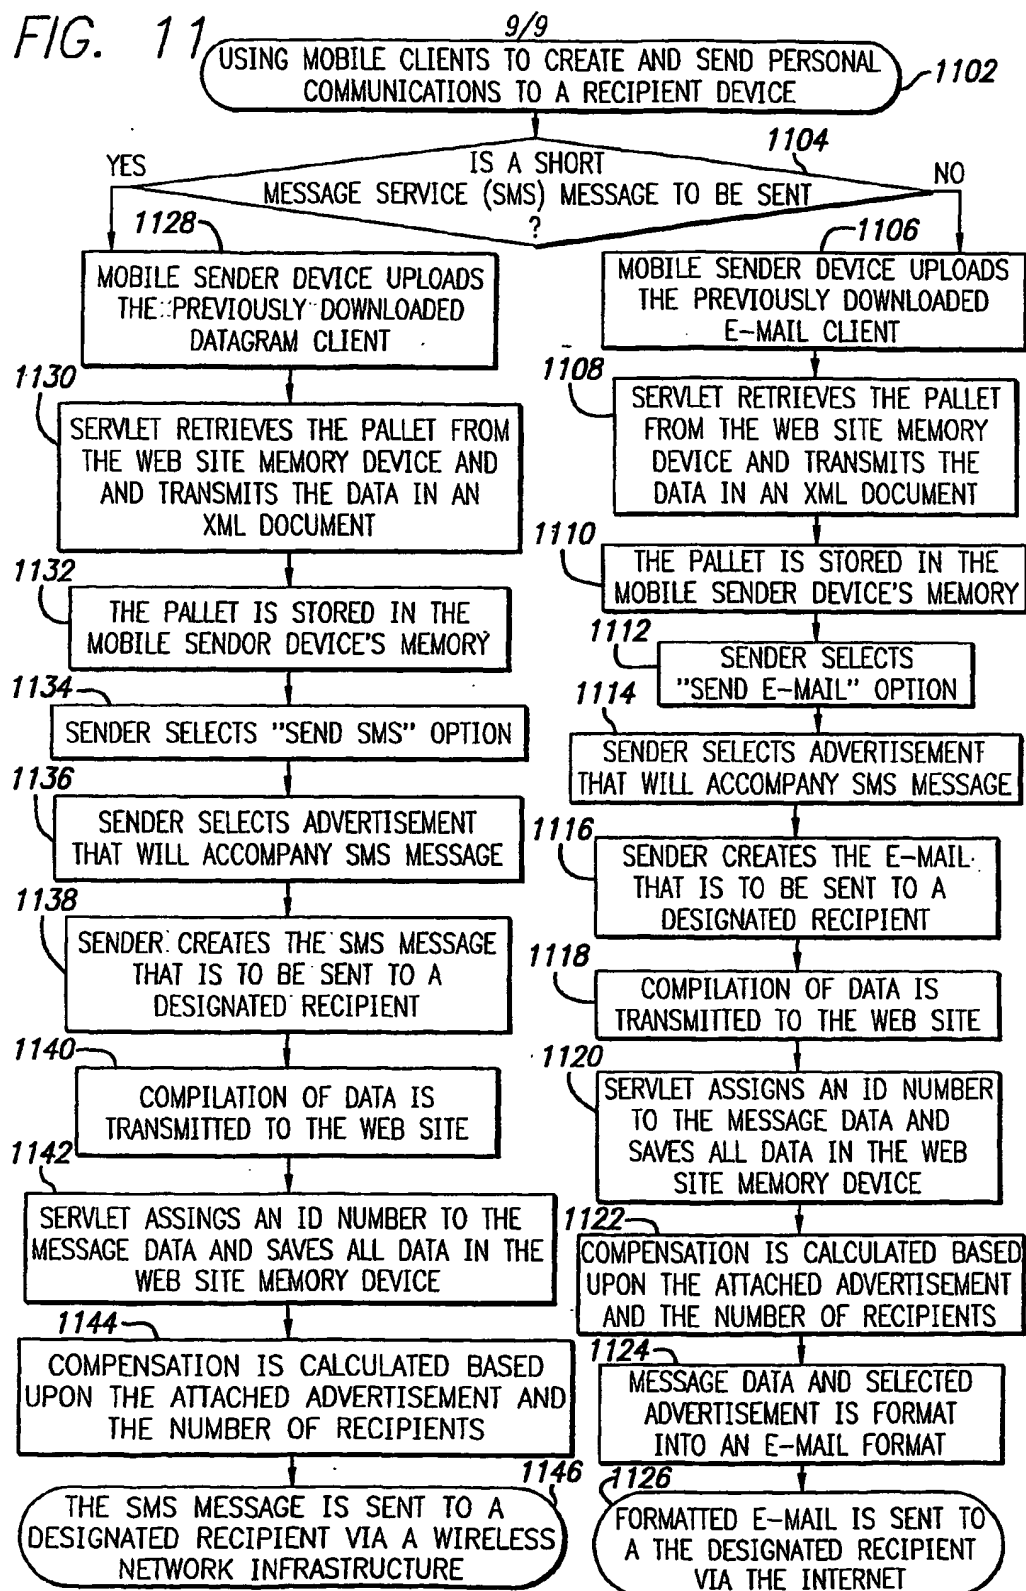 FIG. 11
9/9
USING MOBILE CLIENTS TO CREATE AND SEND PERSONAL
COMMUNICATIONS TO A RECIPIENT DEVICE
1102
1104
IS A SHORT
MESSAGE SERVICE (SMS) MESSAGE TO BE SENT
?
YES
NO
1128
MOBILE SENDER DEVICE UPLOADS
THE PREVIOUSLY DOWNLOADED
DATAGRAM CLIENT
1130
SERVLET RETRIEVES THE PALLET FROM
THE WEB SITE MEMORY DEVICE AND
AND TRANSMITS THE DATA IN AN
XML DOCUMENT
1132
THE PALLET IS STORED IN THE
MOBILE SENDOR DEVICE'S MEMORY
1134
SENDER SELECTS "SEND SMS" OPTION
1136
SENDER SELECTS ADVERTISEMENT
THAT WILL ACCOMPANY SMS MESSAGE
1138
SENDER CREATES THE SMS MESSAGE
THAT IS TO BE SENT TO A
DESIGNATED RECIPIENT
1140
COMPILATION OF DATA IS
TRANSMITTED TO THE WEB SITE
1142
SERVLET ASSINGS AN ID NUMBER TO THE
MESSAGE DATA AND SAVES ALL DATA IN THE
WEB SITE MEMORY DEVICE
1144
COMPENSATION IS CALCULATED BASED
UPON THE ATTACHED ADVERTISEMENT AND
THE NUMBER OF RECIPIENTS
1146
THE SMS MESSAGE IS SENT TO A
DESIGNATED RECIPIENT VIA A WIRELESS
NETWORK INFRASTRUCTURE
1106
MOBILE SENDER DEVICE UPLOADS
THE PREVIOUSLY DOWNLOADED
E-MAIL CLIENT
1108
SERVLET RETRIEVES THE PALLET
FROM THE WEB SITE MEMORY
DEVICE AND TRANSMITS THE
DATA IN AN XML DOCUMENT
1110
THE PALLET IS STORED IN THE
MOBILE SENDER DEVICE'S MEMORY
1112
SENDER SELECTS
"SEND E-MAIL" OPTION
1114
SENDER SELECTS ADVERTISEMENT
THAT WILL ACCOMPANY SMS MESSAGE
1116
SENDER CREATES THE E-MAIL
THAT IS TO BE SENT TO A
DESIGNATED RECIPIENT
1118
COMPILATION OF DATA IS
TRANSMITTED TO THE WEB SITE
1120
SERVLET ASSIGNS AN ID NUMBER
TO THE MESSAGE DATA AND
SAVES ALL DATA IN THE WEB
SITE MEMORY DEVICE
1122
COMPENSATION IS CALCULATED BASED
UPON THE ATTACHED ADVERTISEMENT
AND THE NUMBER OF RECIPIENTS
1124
MESSAGE DATA AND SELECTED
ADVERTISEMENT IS FORMAT
INTO AN E-MAIL FORMAT
1126
FORMATTED E-MAIL IS SENT TO
A THE DESIGNATED RECIPIENT
VIA THE INTERNET